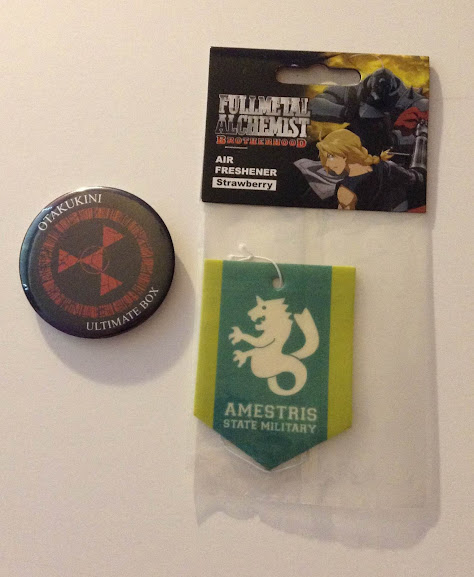 OTAKUKINI
ULTIMATE BOX
FULLMETAL
ALCHEMIST
BROTHERHOOD
AIR
FRESHENER
Strawberry
AMESTRIS
STATE MILITARY